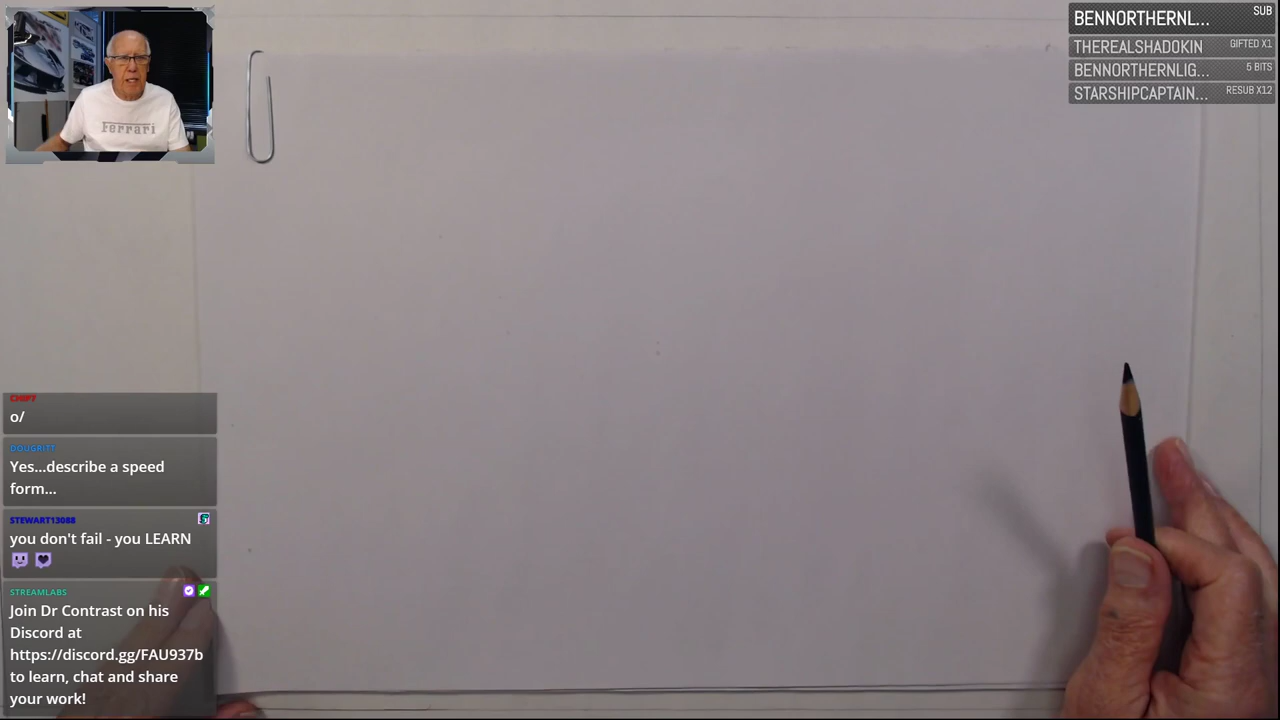 BENNORTHERNL... SUB
THEREALSHADOKIN GIFTED X1
BENNORTHERNLIG... 5 BITS
STARSHIPCAPTAIN... RESUB X12
Ferrari
CHIP7
o/
DOUGRITT
Yes...describe a speed
form...
STEWART13088
you don't fail - you LEARN
STREAMLABS
Join Dr Contrast on his
Discord at
https://discord.gg/FAU937b
to learn, chat and share
your work!